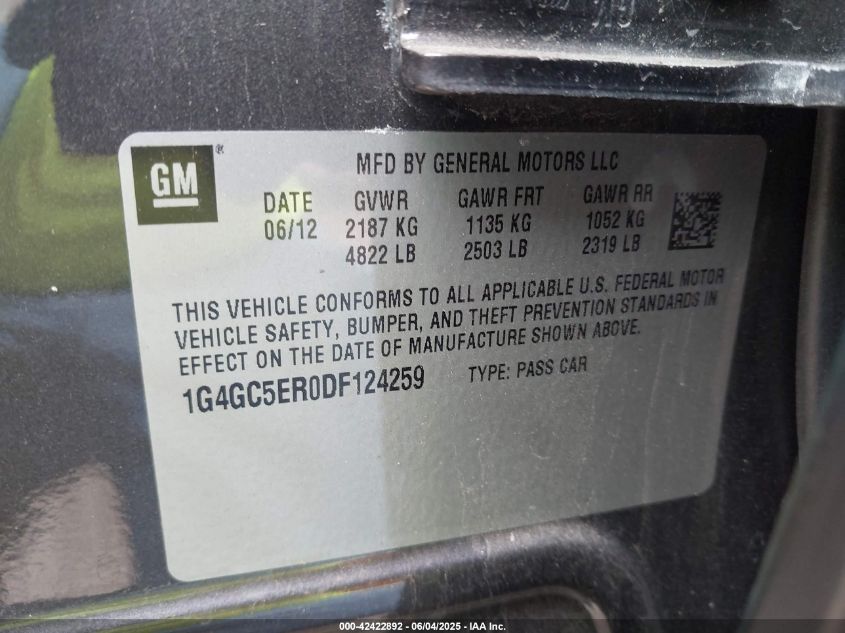 GM ®
MFD BY GENERAL MOTORS LLC
DATE GVWR GAWR FRT GAWR RR
06/12 2187 KG 1135 KG 1052 KG
4822 LB 2503 LB 2319 LB
THIS VEHICLE CONFORMS TO ALL APPLICABLE U.S. FEDERAL MOTOR
VEHICLE SAFETY, BUMPER, AND THEFT PREVENTION STANDARDS IN
EFFECT ON THE DATE OF MANUFACTURE SHOWN ABOVE.
1G4GC5ER0DF124259 TYPE: PASS CAR
000-42422892 - 06/04/2025 - IAA Inc.